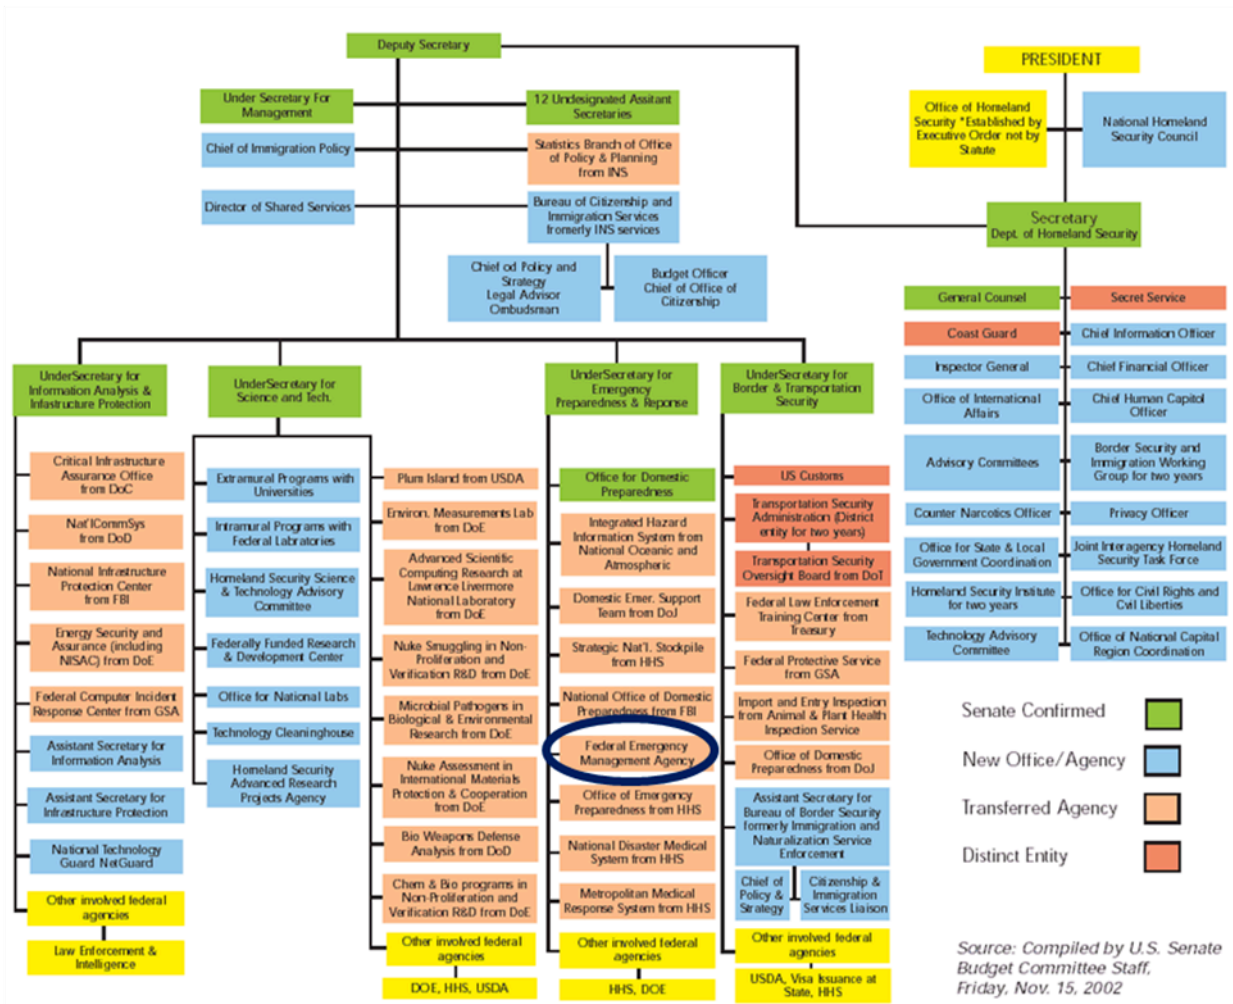 Deputy Secretary
PRESIDENT
Under Secretary For
Management
12 Undesignated Assitant
Secretaries
Office of Homeland
Security *Established by
Executive Order not by
Statute
National Homeland
Security Council
Chief of Immigration Policy
Statistics Branch of Office
of Policy & Planning
from INS
Director of Shared Services
Bureau of Citizenship and
Immigration Services
fromerly INS services
Secretary
Dept. of Homeland Security
Chief od Policy and
Strategy
Legal Advisor
Ombudsman
Budget Officer
Chief of Office of
Citizenship
General Counsel
Secret Service
Coast Guard
Chief Information Officer
Inspector General
Chief Financial Officer
Office of International
Affairs
Chief Human Capitol
Officer
Advisory Committees
Border Security and
Immigration Working
Group for two years
Counter Narcotics Officer
Privacy Officer
Office for State & Local
Government Coordination
Joint Interagency Homeland
Security Task Force
Homeland Security Institute
for two years
Office for Civil Rights and
Cvil Liberties
Technology Advisory
Committee
Office of National Capital
Region Coordination
UnderSecretary for
Information Analysis &
Infastructure Protection
Critical Infrastructure
Assurance Office
from DoC
Nat'lCommSys
from DoD
National Infrastructure
Protection Center
from FBI
Energy Security and
Assurance (including
NISAC) from DoE
Federal Computer Incident
Response Center from GSA
Assistant Secretary for
Information Analysis
Assistant Secretary for
Infrastructure Protection
National Technology
Guard NetGuard
Other involved federal
agencies
Law Enforcement &
Intelligence
UnderSecretary for
Science and Tech.
Extramural Programs with
Universities
Intramural Programs with
Federal Labratories
Homeland Security Science
& Technology Advisory
Committee
Federally Funded Research
& Development Center
Office for National Labs
Technology Cleaninghouse
Homeland Security
Advanced Research
Projects Agency
Plum Island from USDA
Environ. Measurements Lab
from DoE
Advanced Scientific
Computing Research at
Lawrence Livermore
National Laboratory
from DoE
Nuke Smuggling in Non-
Proliferation and
Verification R&D from DoE
Microbial Pathogens in
Biological & Environmental
Research from DoE
Nuke Assessment in
International Materials
Protection & Cooperation
from DoE
Bio Weapons Defense
Analysis from DoD
Chem & Bio programs in
Non-Proliferation and
Verification R&D from DoE
Other involved federal
agencies
DOE, HHS, USDA
UnderSecretary for
Emergency
Preparedness & Reponse
Office for Domestic
Preparedness
Integrated Hazard
Information System from
National Oceanic and
Atmospheric
Domestic Emer. Support
Team from DoJ
Strategic Nat'l. Stockpile
from HHS
National Office of Domestic
Preparedness from FBI
Federal Emergency
Management Agency
Office of Emergency
Preparedness from HHS
National Disaster Medical
System from HHS
Metropolitan Medical
Response System from HHS
Other involved federal
agencies
HHS, DOE
UnderSecretary for
Border & Transportation
Security
US Customs
Transportation Security
Administration (District
entity for two years)
Transportation Security
Oversight Board from DoT
Federal Law Enforcement
Training Center from
Treasury
Federal Protective Service
from GSA
Import and Entry Inspection
from Animal & Plant Health
Inspection Service
Office of Domestic
Preparedness from DoJ
Assistant Secretary for
Bureau of Border Security
formerly Immigration and
Naturalization Service
Enforcement
Chief of
Policy &
Strategy
Citizenship &
Immigration
Services Liaison
Other involved federal
agencies
USDA, Visa Issuance at
State, HHS
Senate Confirmed
New Office/Agency
Transferred Agency
Distinct Entity
Source: Compiled by U.S. Senate
Budget Committee Staff,
Friday, Nov. 15, 2002